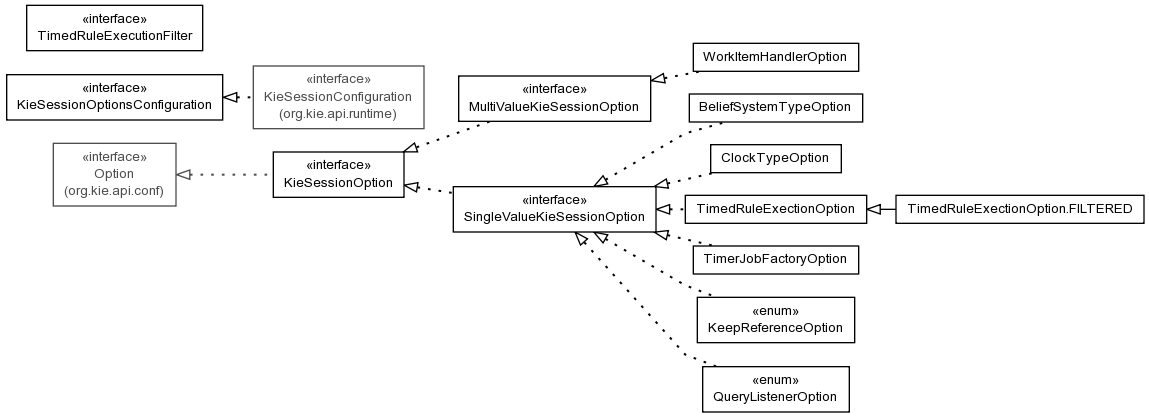 «interface»
TimedRuleExecutionFilter
«interface»
KieSessionOptionsConfiguration
«interface»
KieSessionConfiguration
(org.kie.api.runtime)
«interface»
Option
(org.kie.api.conf)
«interface»
KieSessionOption
«interface»
MultiValueKieSessionOption
«interface»
SingleValueKieSessionOption
WorkItemHandlerOption
BeliefSystemTypeOption
ClockTypeOption
TimedRuleExectionOption
TimedRuleExectionOption.FILTERED
TimerJobFactoryOption
«enum»
KeepReferenceOption
«enum»
QueryListenerOption